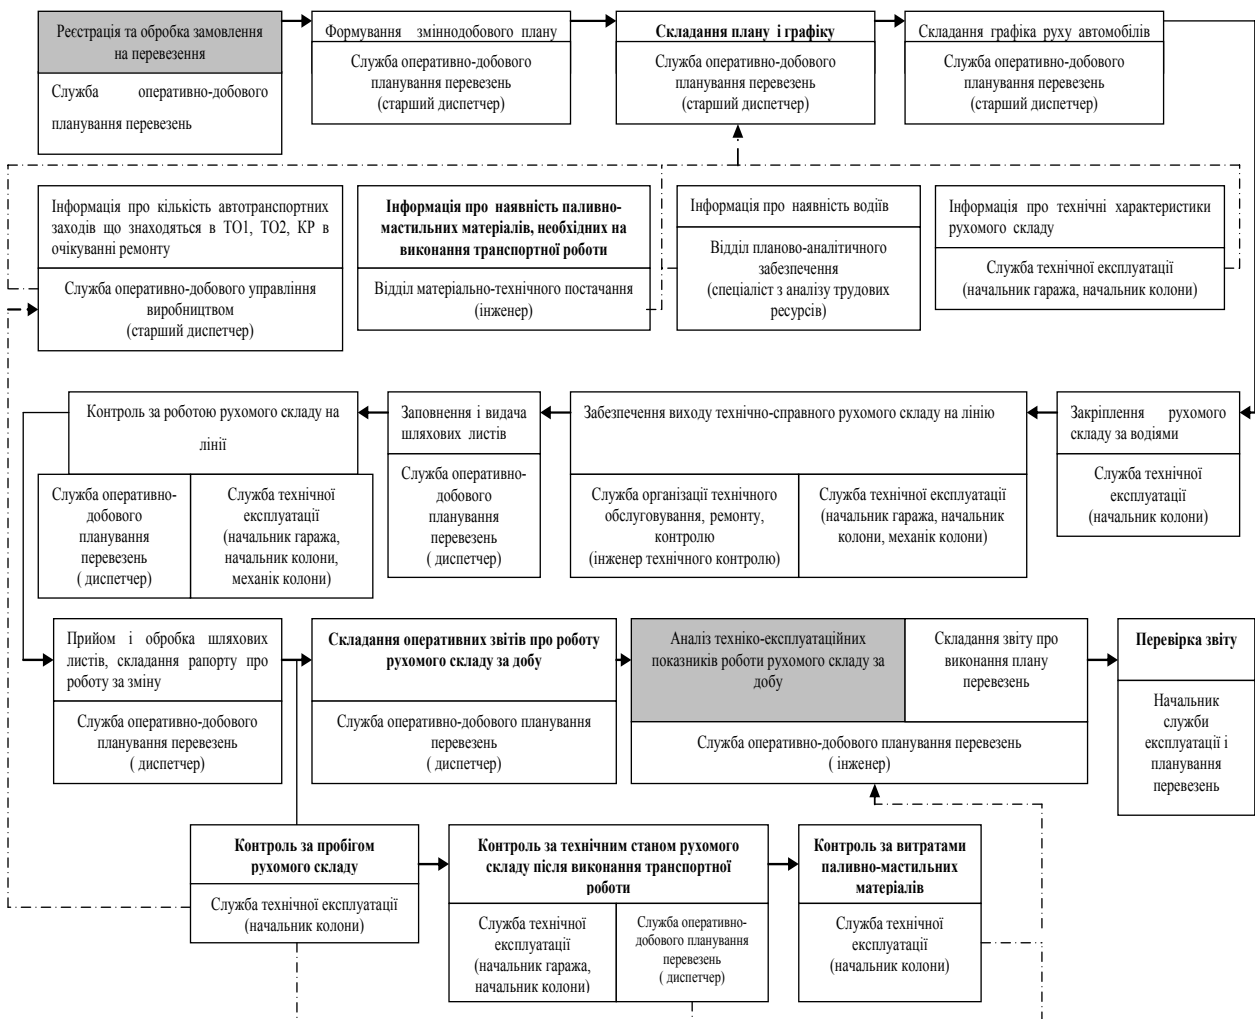 Реєстрація та обробка замовлення
на перевезення
Служба оперативно-добового
планування перевезень
Формування змiннодобового плану
Служба оперативно-добового
планування перевезень
(старший диспетчер)
Складання плану і графіку
Служба оперативно-добового
планування перевезень
(старший диспетчер)
Складання графіка руху автомобілів
Служба оперативно-добового
планування перевезень
(старший диспетчер)
Інформація про кількість автотранспортних
заходів що знаходяться в ТО1, ТО2, КР в
очікуванні ремонту
Служба оперативно-добового управління
виробництвом
(старший диспетчер)
Інформація про наявність паливно-
мастильних матеріалів, необхідних на
виконання транспортної роботи
Відділ матеріально-технічного постачання
(інженер)
Інформація про наявність водіїв
Відділ планово-аналітичного
забезпечення
(спеціаліст з аналізу трудових
ресурсів)
Інформація про технічні характеристики
рухомого складу
Служба технічної експлуатації
(начальник гаража, начальник колони)
Контроль за роботою рухомого складу на
лінії
Служба оперативно-
добового
планування
перевезень
( диспетчер)
Служба технічної
експлуатації
(начальник гаража,
начальник колони,
механік колони)
Заповнення і видача
шляхових листів
Служба оперативно-
добового
планування
перевезень
( диспетчер)
Забезпечення виходу технічно-справного рухомого складу на лінію
Служба організації технічного
обслуговування, ремонту,
контролю
(інженер технічного контролю)
Служба технічної експлуатації
(начальник гаража, начальник
колони, механік колони)
Закріплення рухомого
складу за водіями
Служба технічної
експлуатації
(начальник колони)
Прийом і обробка шляхових
листів, складання рапорту про
роботу за зміну
Служба оперативно-добового
планування перевезень
( диспетчер)
Складання оперативних звітів про роботу
рухомого складу за добу
Служба оперативно-добового планування
перевезень
( диспетчер)
Аналіз техніко-експлуатаційних
показників роботи рухомого складу за
добу
Складання звіту про
виконання плану
перевезень
Служба оперативно-добового планування перевезень
( інженер)
Перевірка звіту
Начальник
служби
експлуатації і
планування
перевезень
Контроль за пробігом
рухомого складу
Служба технічної експлуатації
(начальник колони)
Контроль за технічним станом рухомого
складу після виконання транспортної
роботи
Служба технічної
експлуатації
(начальник гаража,
начальник колони)
Служба оперативно-
добового планування
перевезень
( диспетчер)
Контроль за витратами
паливно-мастильних
матеріалів
Служба технічної
експлуатації
(начальник колони)